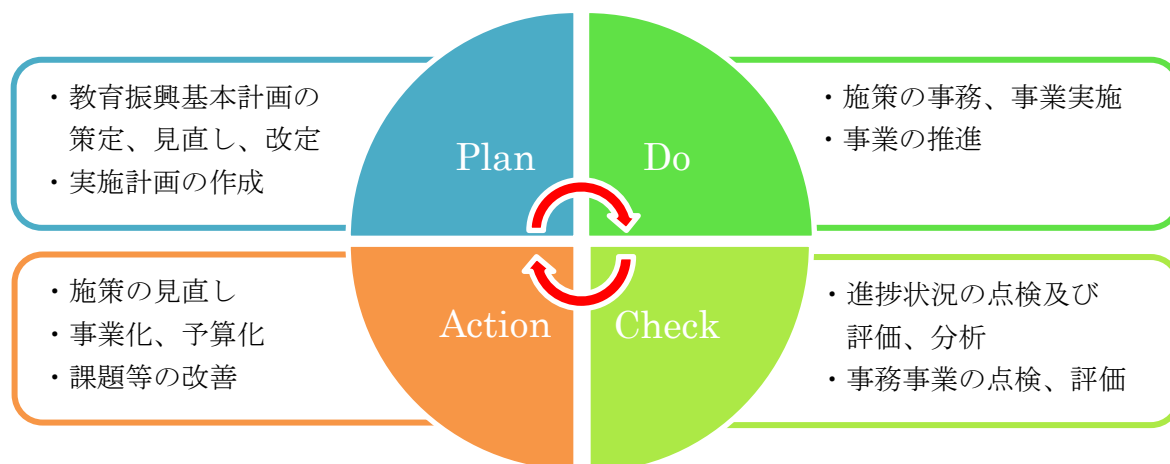 ・教育振興基本計画の
策定、見直し、改定
・実施計画の作成
Plan
Do
・施策の事務、事業実施
・事業の推進
・施策の見直し
・事業化、予算化
・課題等の改善
Action
Check
・進捗状況の点検及び
評価、分析
・事務事業の点検、評価